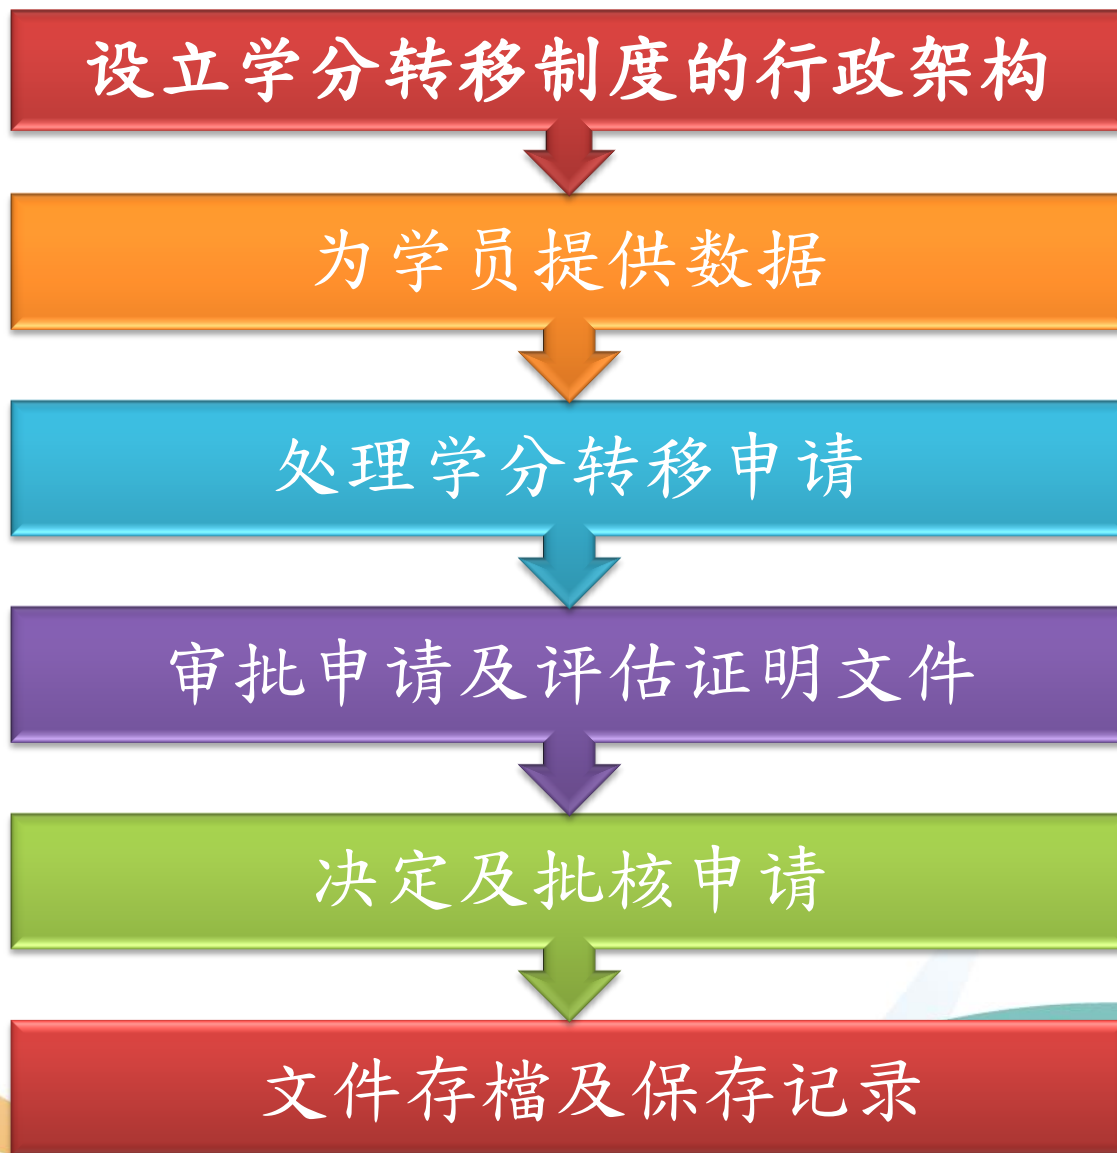 设立学分转移制度的行政架构
为学员提供数据
处理学分转移申请
审批申请及评估证明文件
决定及批核申请
文件存檔及保存记录